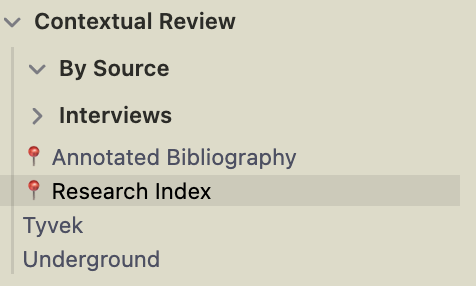 Contextual Review
By Source
Interviews
📍 Annotated Bibliography
📍 Research Index
Tyvek
Underground